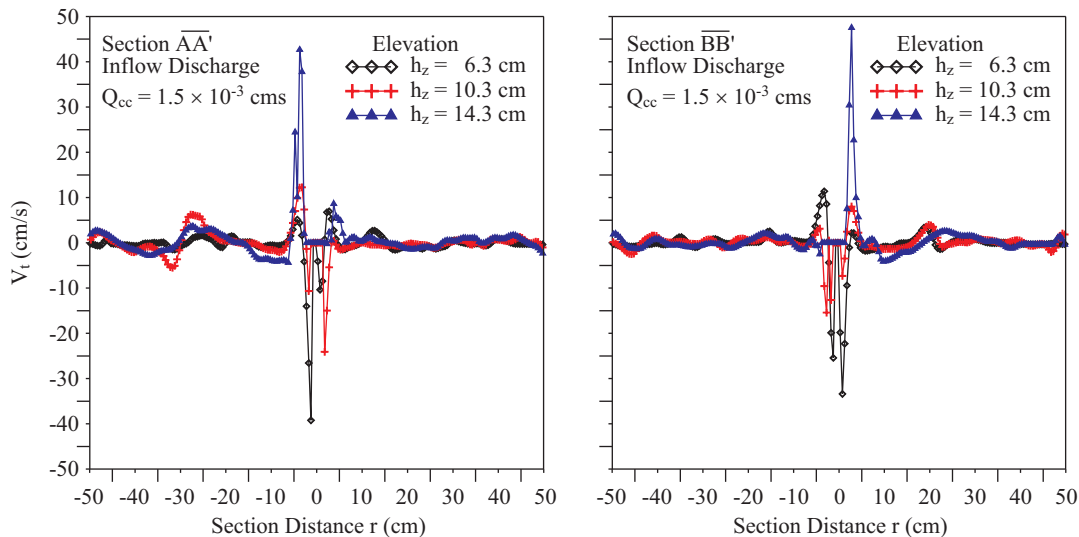 Section AA'
Inflow Discharge
Q_cc = 1.5 × 10^-3 cms
Elevation
h_z = 6.3 cm
h_z = 10.3 cm
h_z = 14.3 cm
50
40
30
20
10
0
-10
-20
-30
-40
-50
V_t (cm/s)
-50 -40 -30 -20 -10 0 10 20 30 40 50
Section Distance r (cm)
Section BB'
Inflow Discharge
Q_cc = 1.5 × 10^-3 cms
Elevation
h_z = 6.3 cm
h_z = 10.3 cm
h_z = 14.3 cm
-50 -40 -30 -20 -10 0 10 20 30 40 50
Section Distance r (cm)